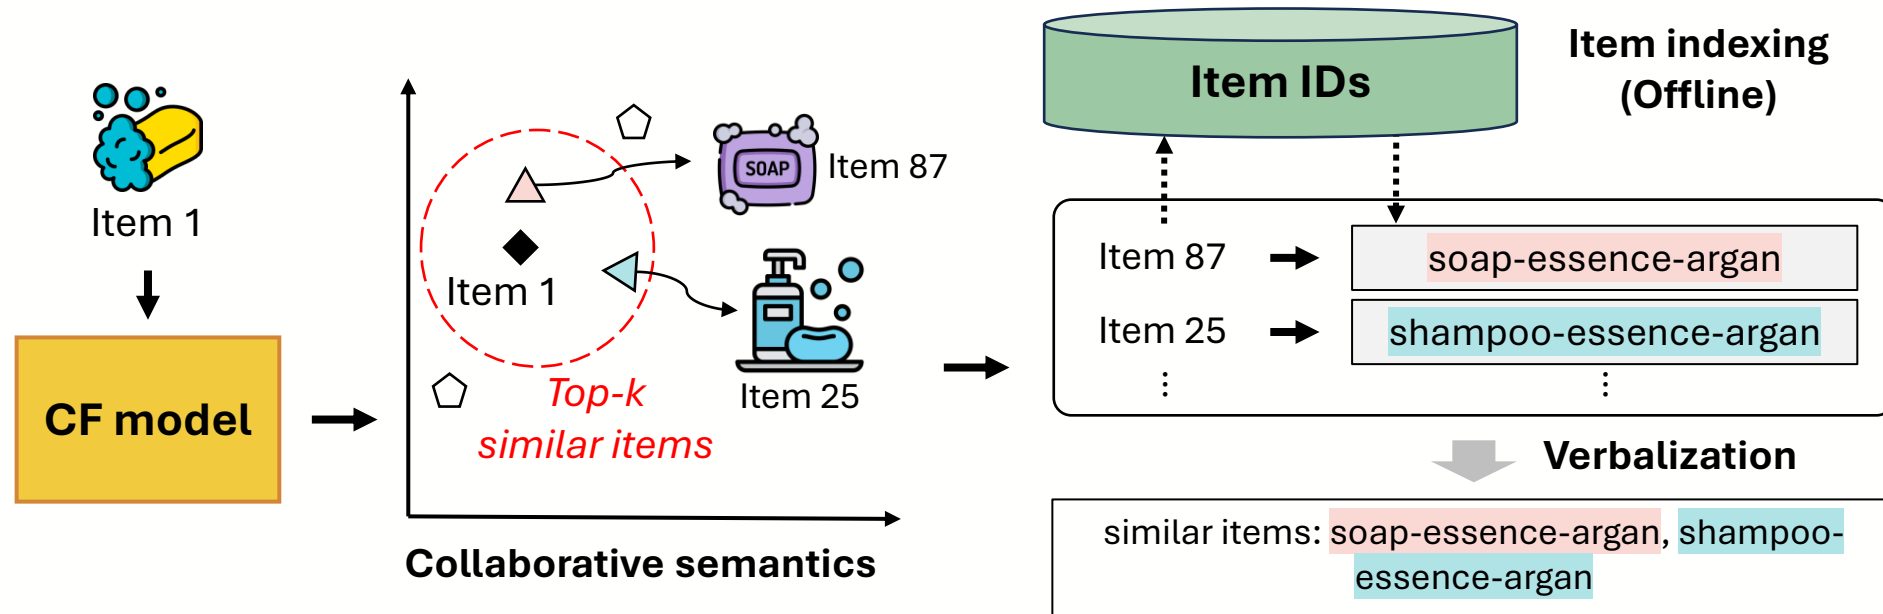 Item 1
CF model
Item 1
Top-k
similar items
SOAP
Item 87
Item 25
Collaborative semantics
Item IDs
Item indexing
(Offline)
Item 87
soap-essence-argan
Item 25
shampoo-essence-argan
⋮
⋮
Verbalization
similar items: soap-essence-argan, shampoo-
essence-argan